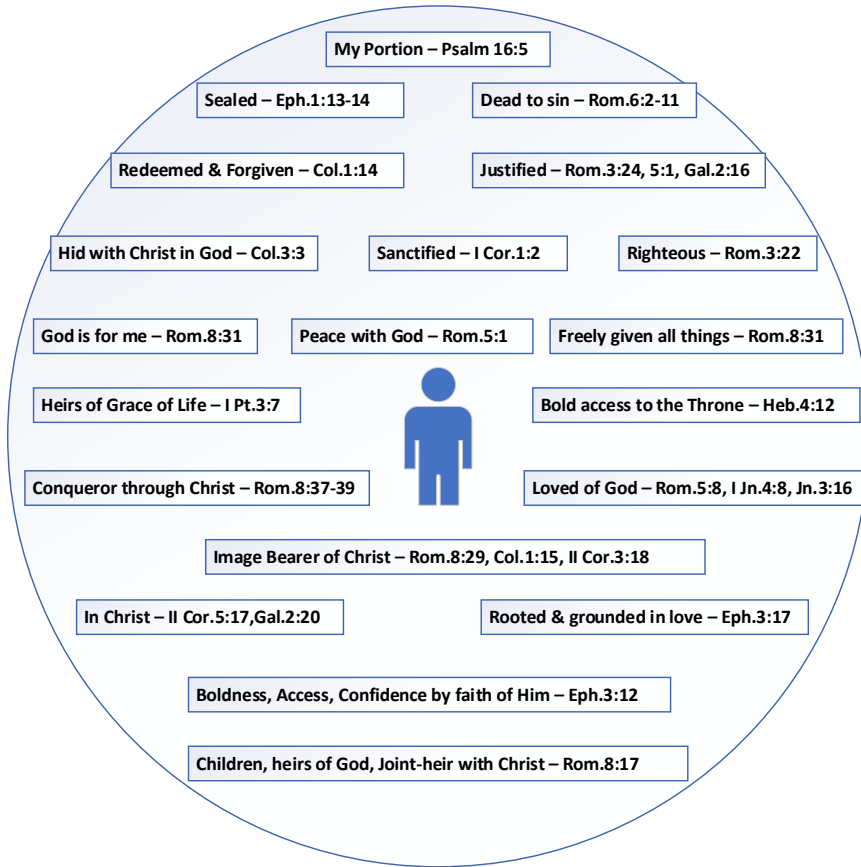 My Portion – Psalm 16:5
Sealed – Eph.1:13-14
Dead to sin – Rom.6:2-11
Redeemed & Forgiven – Col.1:14
Justified – Rom.3:24, 5:1, Gal.2:16
Hid with Christ in God – Col.3:3
Sanctified – I Cor.1:2
Righteous – Rom.3:22
God is for me – Rom.8:31
Peace with God – Rom.5:1
Freely given all things – Rom.8:31
Heirs of Grace of Life – I Pt.3:7
Bold access to the Throne – Heb.4:12
Conqueror through Christ – Rom.8:37-39
Loved of God – Rom.5:8, I Jn.4:8, Jn.3:16
Image Bearer of Christ – Rom.8:29, Col.1:15, II Cor.3:18
In Christ – II Cor.5:17,Gal.2:20
Rooted & grounded in love – Eph.3:17
Boldness, Access, Confidence by faith of Him – Eph.3:12
Children, heirs of God, Joint-heir with Christ – Rom.8:17